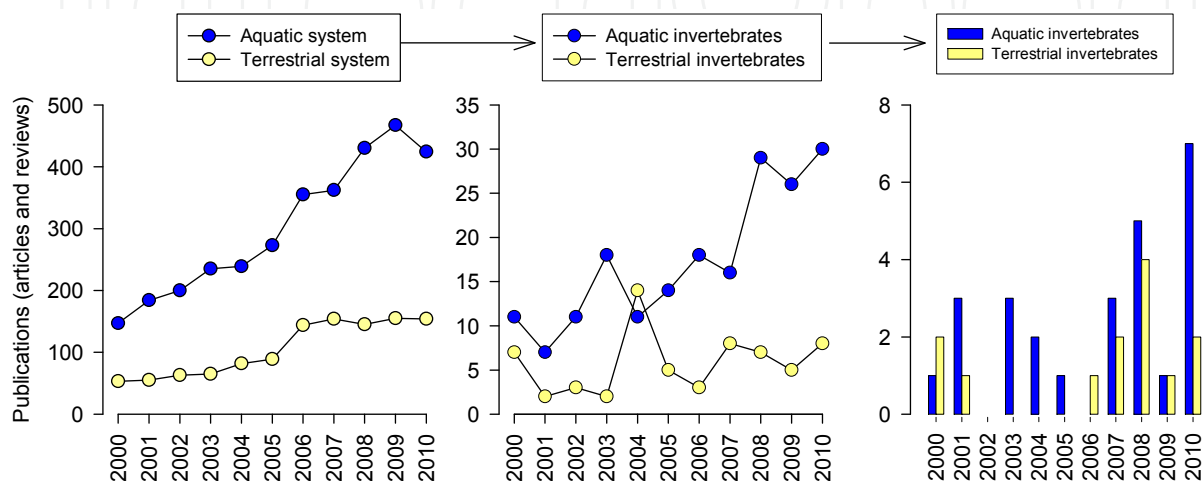 Aquatic system
Terrestrial system
Aquatic invertebrates
Terrestrial invertebrates
Aquatic invertebrates
Terrestrial invertebrates
Publications (articles and reviews)
500
400
300
200
100
0
2000 2001 2002 2003 2004 2005 2006 2007 2008 2009 2010
35
30
25
20
15
10
5
0
2000 2001 2002 2003 2004 2005 2006 2007 2008 2009 2010
8
6
4
2
0
2000 2001 2002 2003 2004 2005 2006 2007 2008 2009 2010